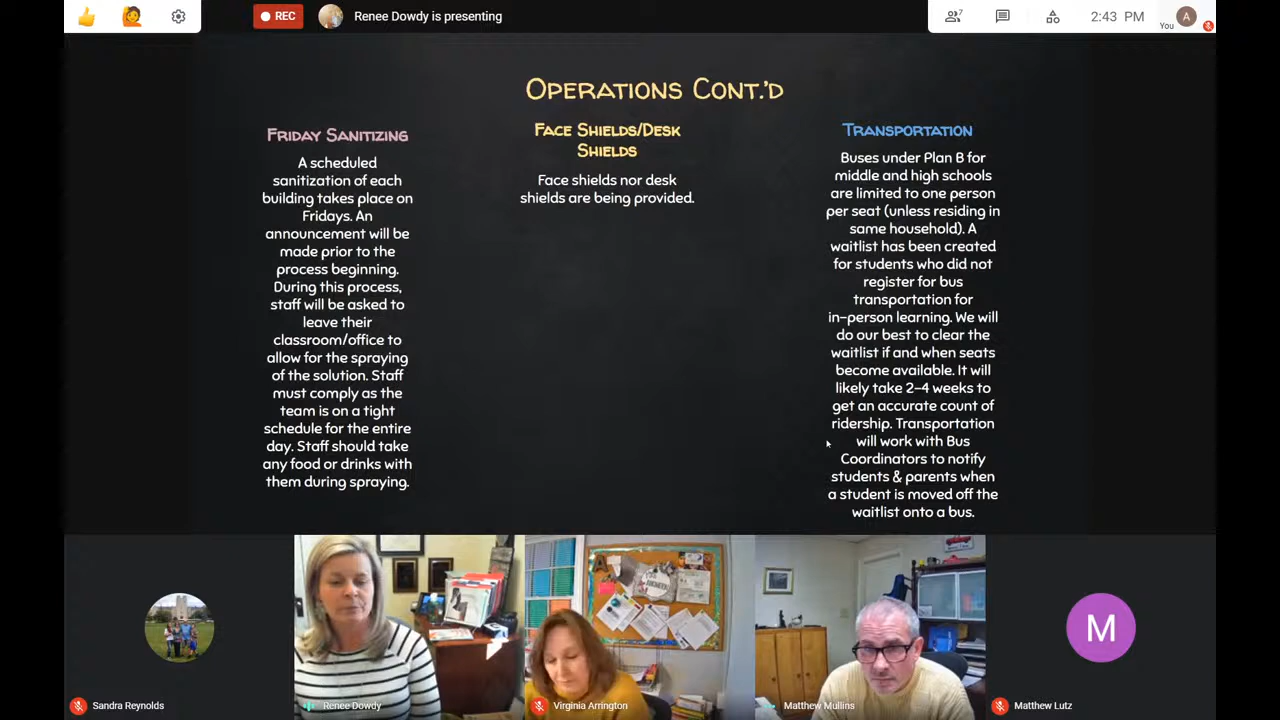 REC
Renee Dowdy is presenting
7
2:43 PM
A
You
Operations Cont.'d
Friday Sanitizing
A scheduled
sanitization of each
building takes place on
Fridays. An
announcement will be
made prior to the
process beginning.
During this process,
staff will be asked to
leave their
classroom/office to
allow for the spraying
of the solution. Staff
must comply as the
team is on a tight
schedule for the entire
day. Staff should take
any food or drinks with
them during spraying.
Face Shields/Desk
Shields
Face shields nor desk
shields are being provided.
Transportation
Buses under Plan B for
middle and high schools
are limited to one person
per seat (unless residing in
same household). A
waitlist has been created
for students who did not
register for bus
transportation for
in-person learning. We will
do our best to clear the
waitlist if and when seats
become available. It will
likely take 2-4 weeks to
get an accurate count of
ridership. Transportation
will work with Bus
Coordinators to notify
students & parents when
a student is moved off the
waitlist onto a bus.
M
Sandra Reynolds
Renee Dowdy
Virginia Arrington
Matthew Mullins
Matthew Lutz